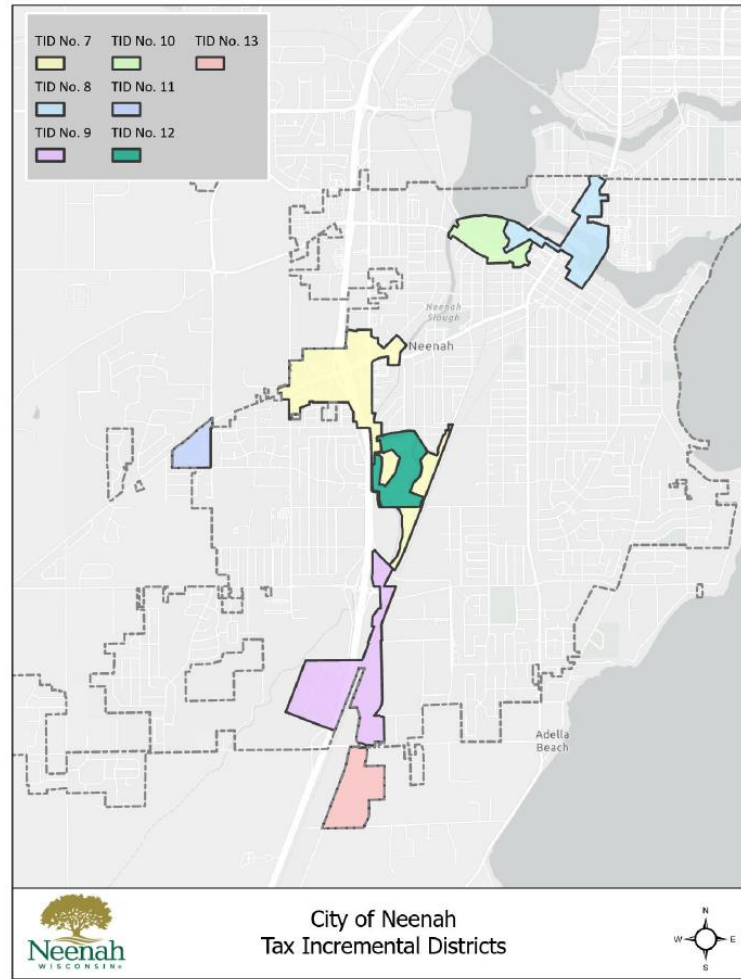 TID No. 7 TID No. 10 TID No. 13
TID No. 8 TID No. 11
TID No. 9 TID No. 12
Neenah
Slough
Neenah
Adella
Beach
Neenah
WISCONSIN
City of Neenah
Tax Incremental Districts
N
W E
S